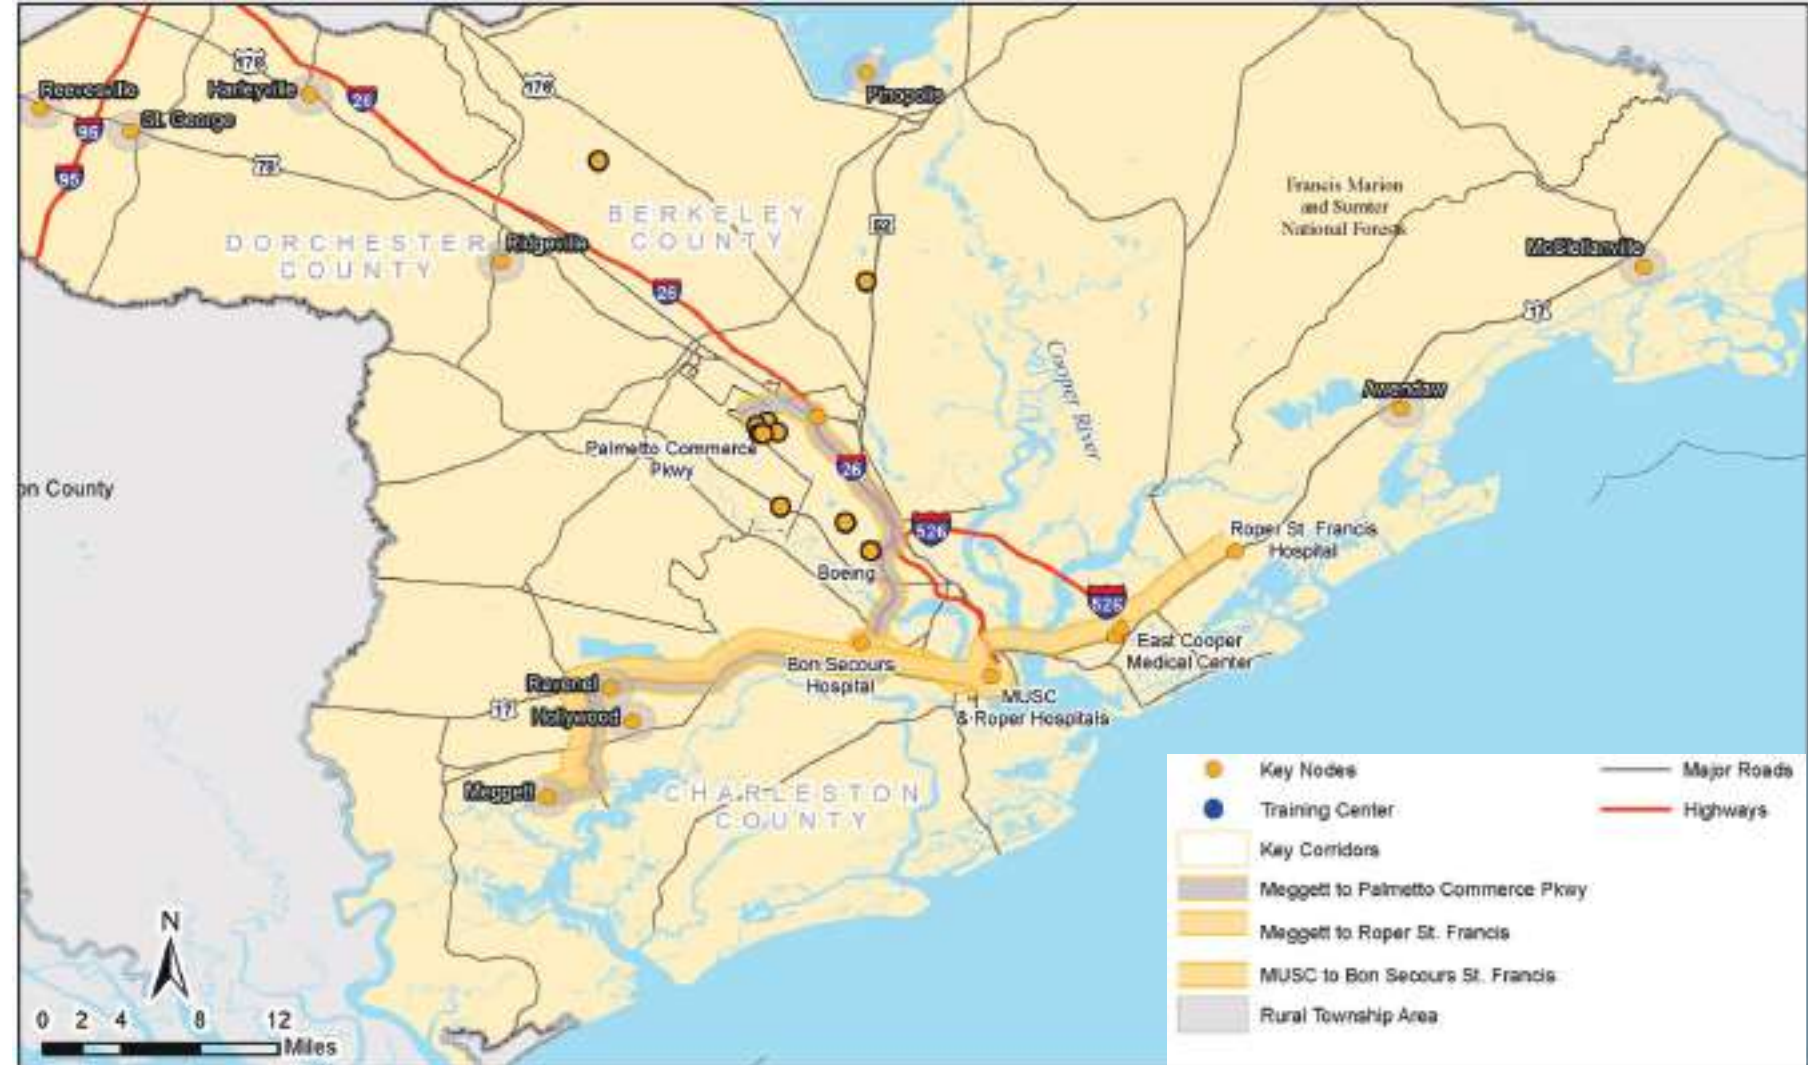 176
Reevesville
Harleyville
26
176
Pinopolis
95
St. George
78
95
Francis Marion
and Sumter
National Forests
BERKELEY
COUNTY
52
DORCHESTER
COUNTY
Ridgeville
McClellanville
26
17
Cooper River
Awendaw
Palmetto Commerce
Pkwy
26
on County
526
Roper St. Francis
Hospital
Boeing
526
East Cooper
Medical Center
Bon Secours
Hospital
Ravenel
17
Hollywood
MUSC
& Roper Hospitals
Meggett
CHARLESTON
COUNTY
Key Nodes
Major Roads
Training Center
Highways
Key Corridors
Meggett to Palmetto Commerce Pkwy
Meggett to Roper St. Francis
MUSC to Bon Secours St. Francis
Rural Township Area
N
0 2 4 8 12
Miles